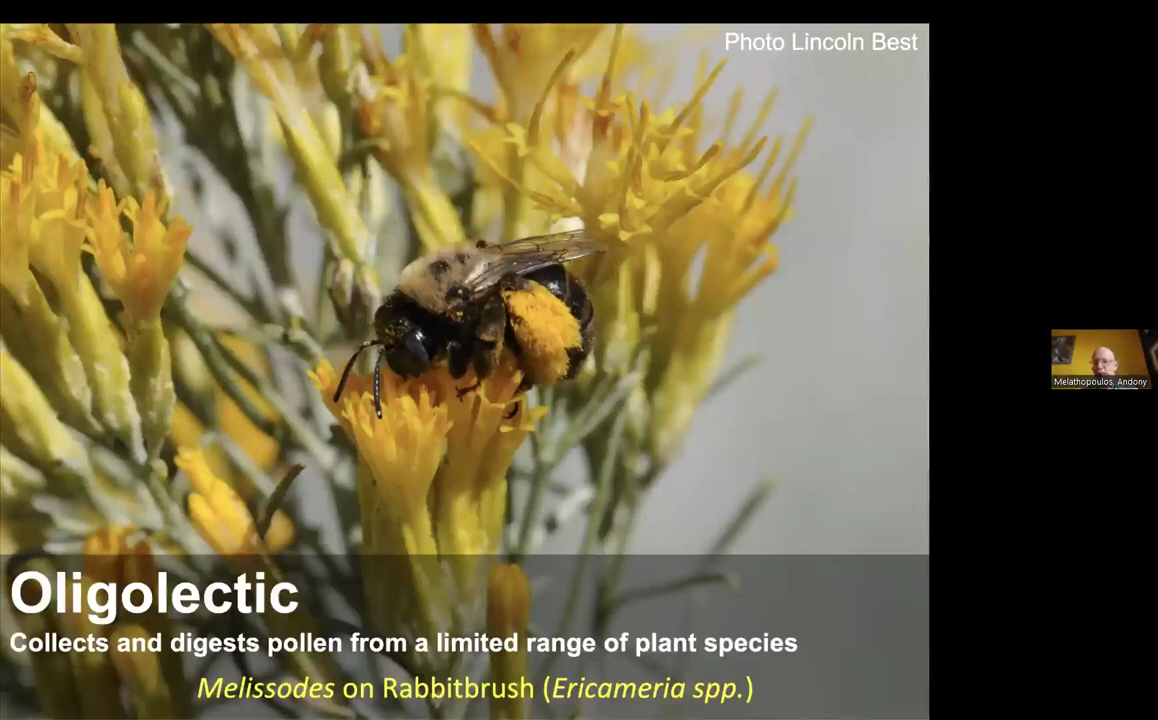 Photo Lincoln Best
Melathopoulos, Andony
Oligolectic
Collects and digests pollen from a limited range of plant species
Melissodes on Rabbitbrush (Ericameria spp.)